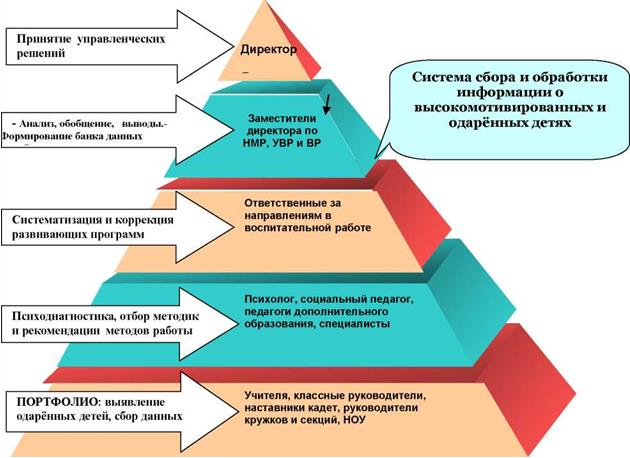 Принятие управленческих
решений
Директор
–
Система сбора и обработки
информации о
высокомотивированных и
одарённых детях
- Анализ, обобщение, выводы.-
Формирование банка данных
Заместители
директора по
НМР, УВР и ВР
Систематизация и коррекция
развивающих программ
Ответственные за
направлениям в
воспитательной работе
Психодиагностика, отбор методик
и рекомендации методов работы
Психолог, социальный педагог,
педагоги дополнительного
образования, специалисты
ПОРТФОЛИО: выявление
одарённых детей, сбор данных
Учителя, классные руководители,
наставники кадет, руководители
кружков и секций, НОУ